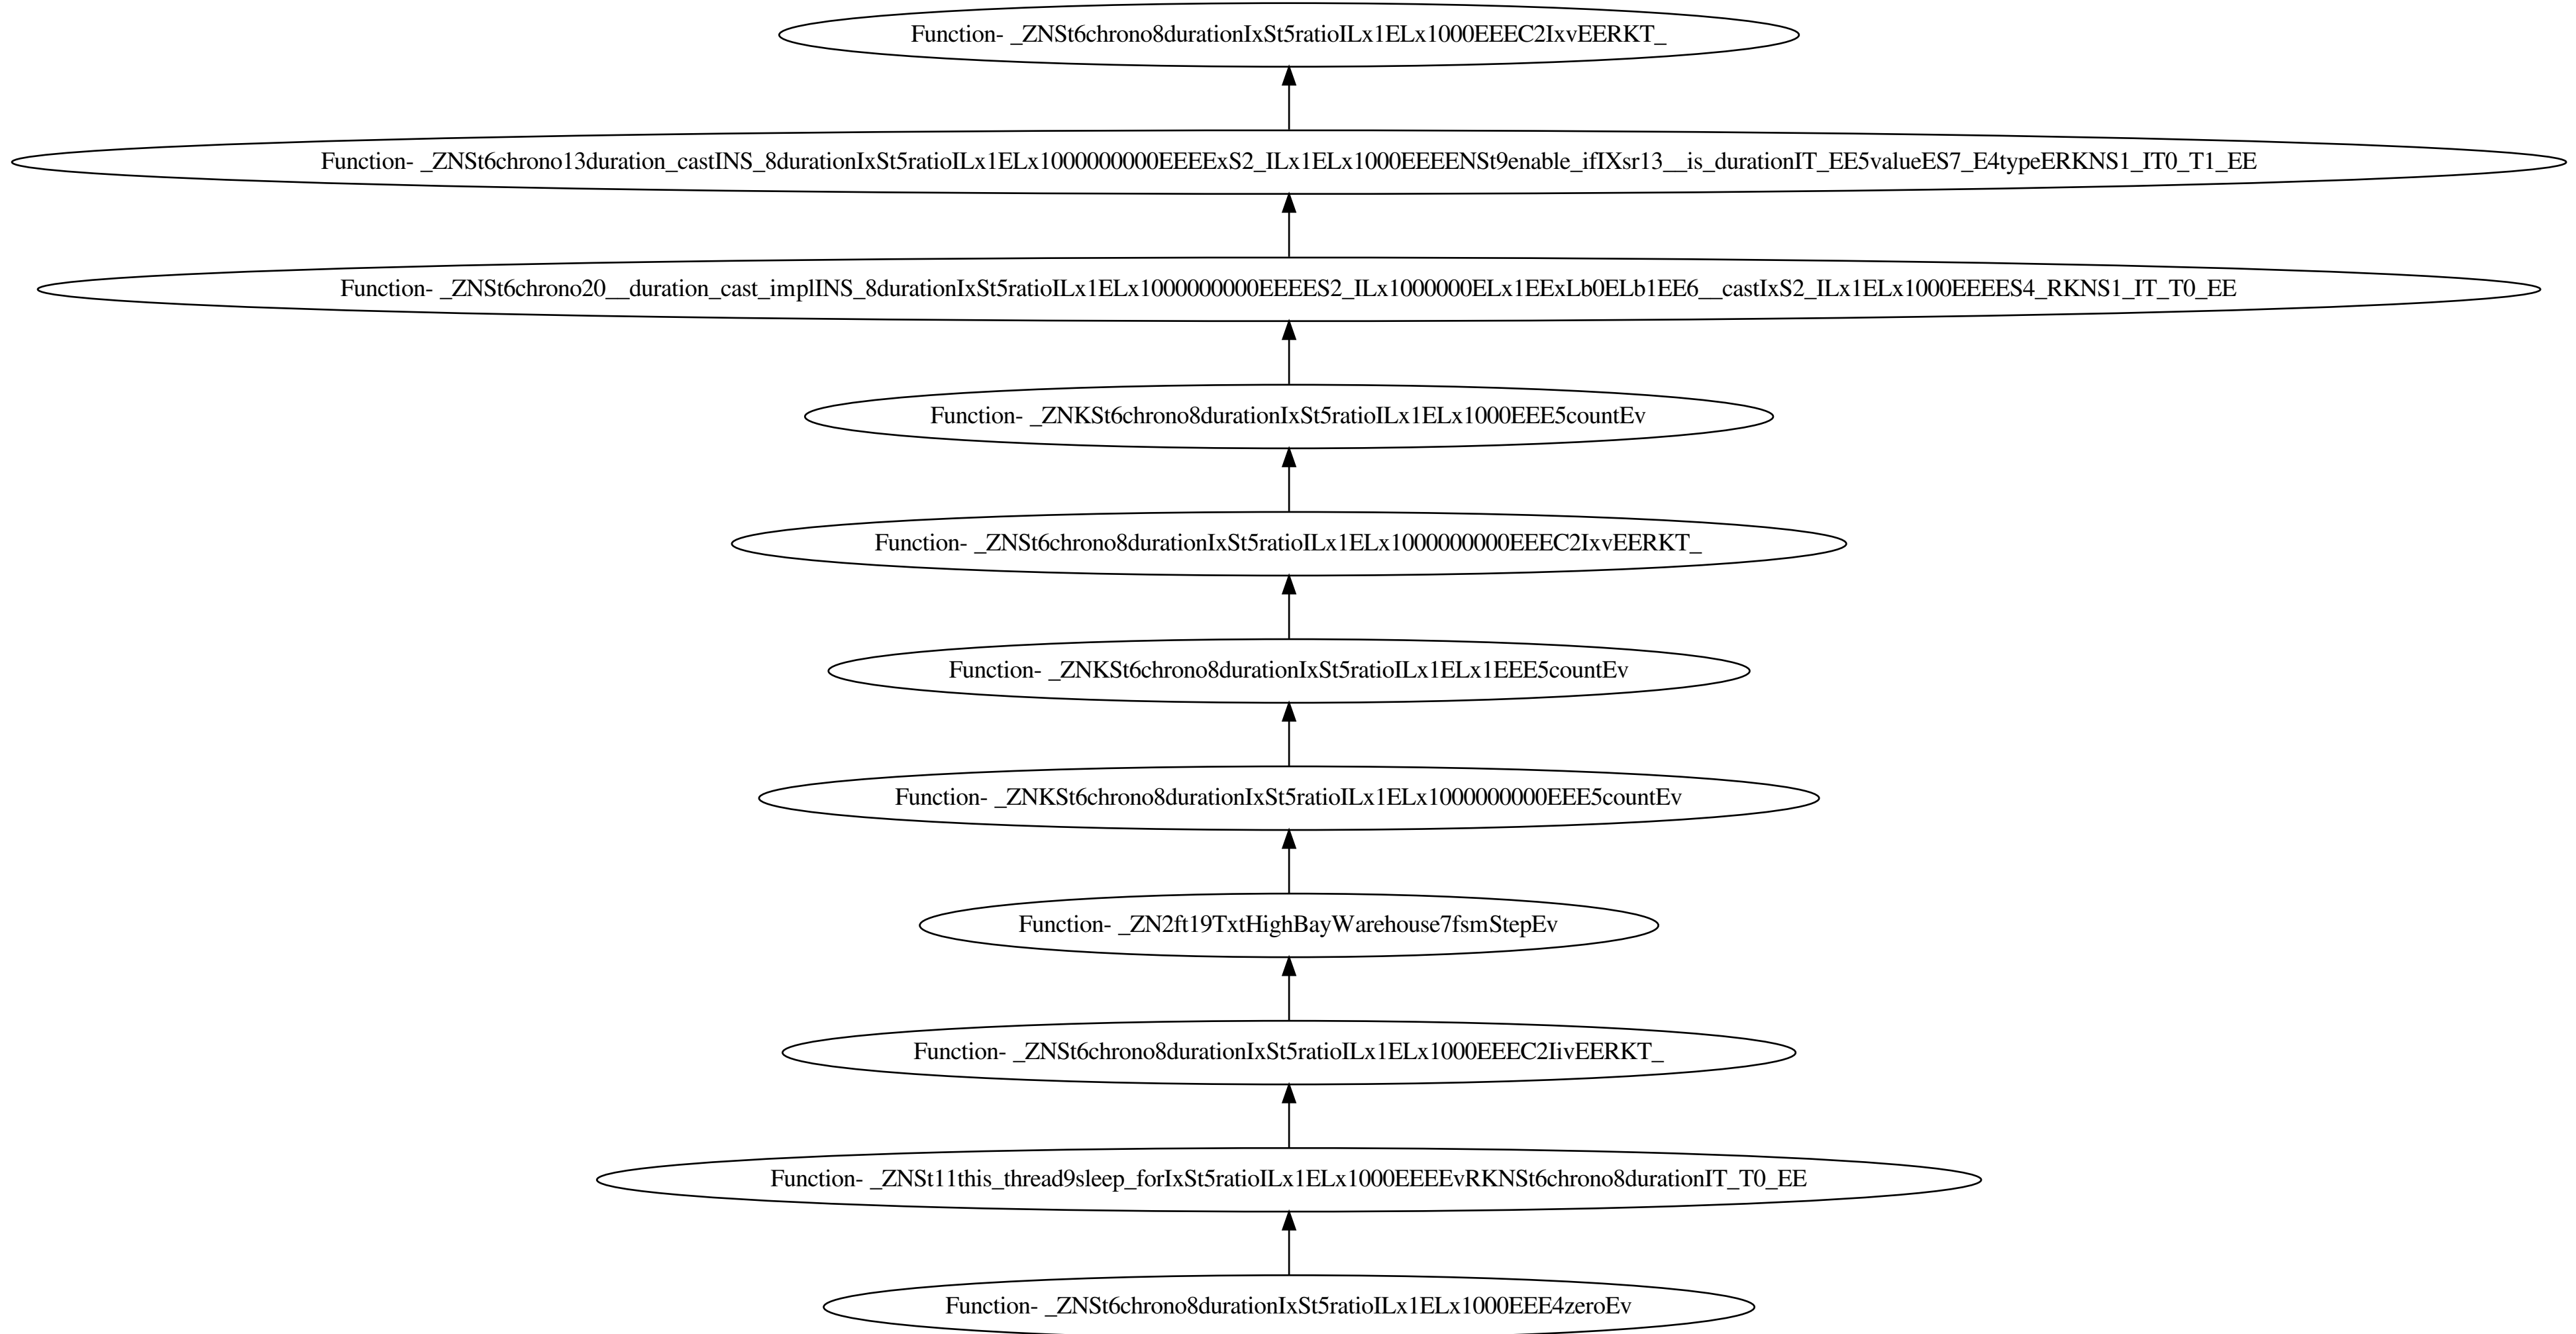 Function- _ZNSt6chrono8durationIxSt5ratioILx1ELx1000EEEC2IxvEERKT_
Function- _ZNSt6chrono13duration_castINS_8durationIxSt5ratioILx1ELx1000000000EEEExS2_ILx1ELx1000EEEENSt9enable_ifIXsr13__is_durationIT_EE5valueES7_E4typeERKNS1_IT0_T1_EE
Function- _ZNSt6chrono20__duration_cast_implINS_8durationIxSt5ratioILx1ELx1000000000EEEES2_ILx1000000ELx1EExLb0ELb1EE6__castIxS2_ILx1ELx1000EEEES4_RKNS1_IT_T0_EE
Function- _ZNKSt6chrono8durationIxSt5ratioILx1ELx1000EEE5countEv
Function- _ZNSt6chrono8durationIxSt5ratioILx1ELx1000000000EEEC2IxvEERKT_
Function- _ZNKSt6chrono8durationIxSt5ratioILx1ELx1EEE5countEv
Function- _ZNKSt6chrono8durationIxSt5ratioILx1ELx1000000000EEE5countEv
Function- _ZN2ft19TxtHighBayWarehouse7fsmStepEv
Function- _ZNSt6chrono8durationIxSt5ratioILx1ELx1000EEEC2IivEERKT_
Function- _ZNSt11this_thread9sleep_forIxSt5ratioILx1ELx1000EEEEvRKNSt6chrono8durationIT_T0_EE
Function- _ZNSt6chrono8durationIxSt5ratioILx1ELx1000EEE4zeroEv